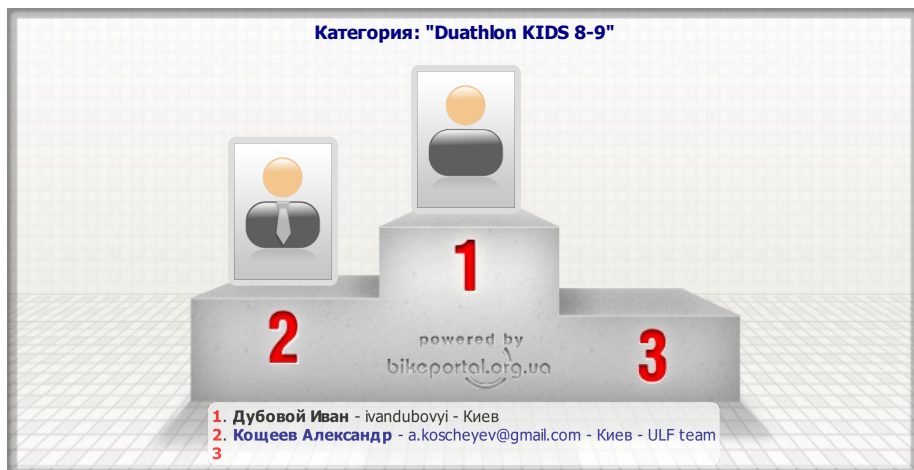 Категория: "Duathlon KIDS 8-9"
1
2
3
powered by
bikeportal.org.ua
1. Дубовой Иван - ivandubovyi - Киев
2. Кощеев Александр - a.koscheyev@gmail.com - Киев - ULF team
3